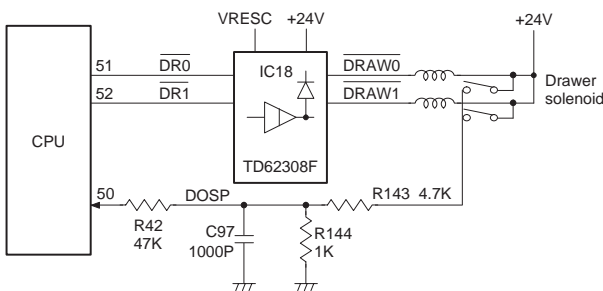 VRESC +24V
+24V
51 DR0
IC18
DRAW0
52 DR1
DRAW1
Drawer
solenoid
CPU
TD62308F
50
DOSP
R143 4.7K
R42
47K
C97
1000P
R144
1K